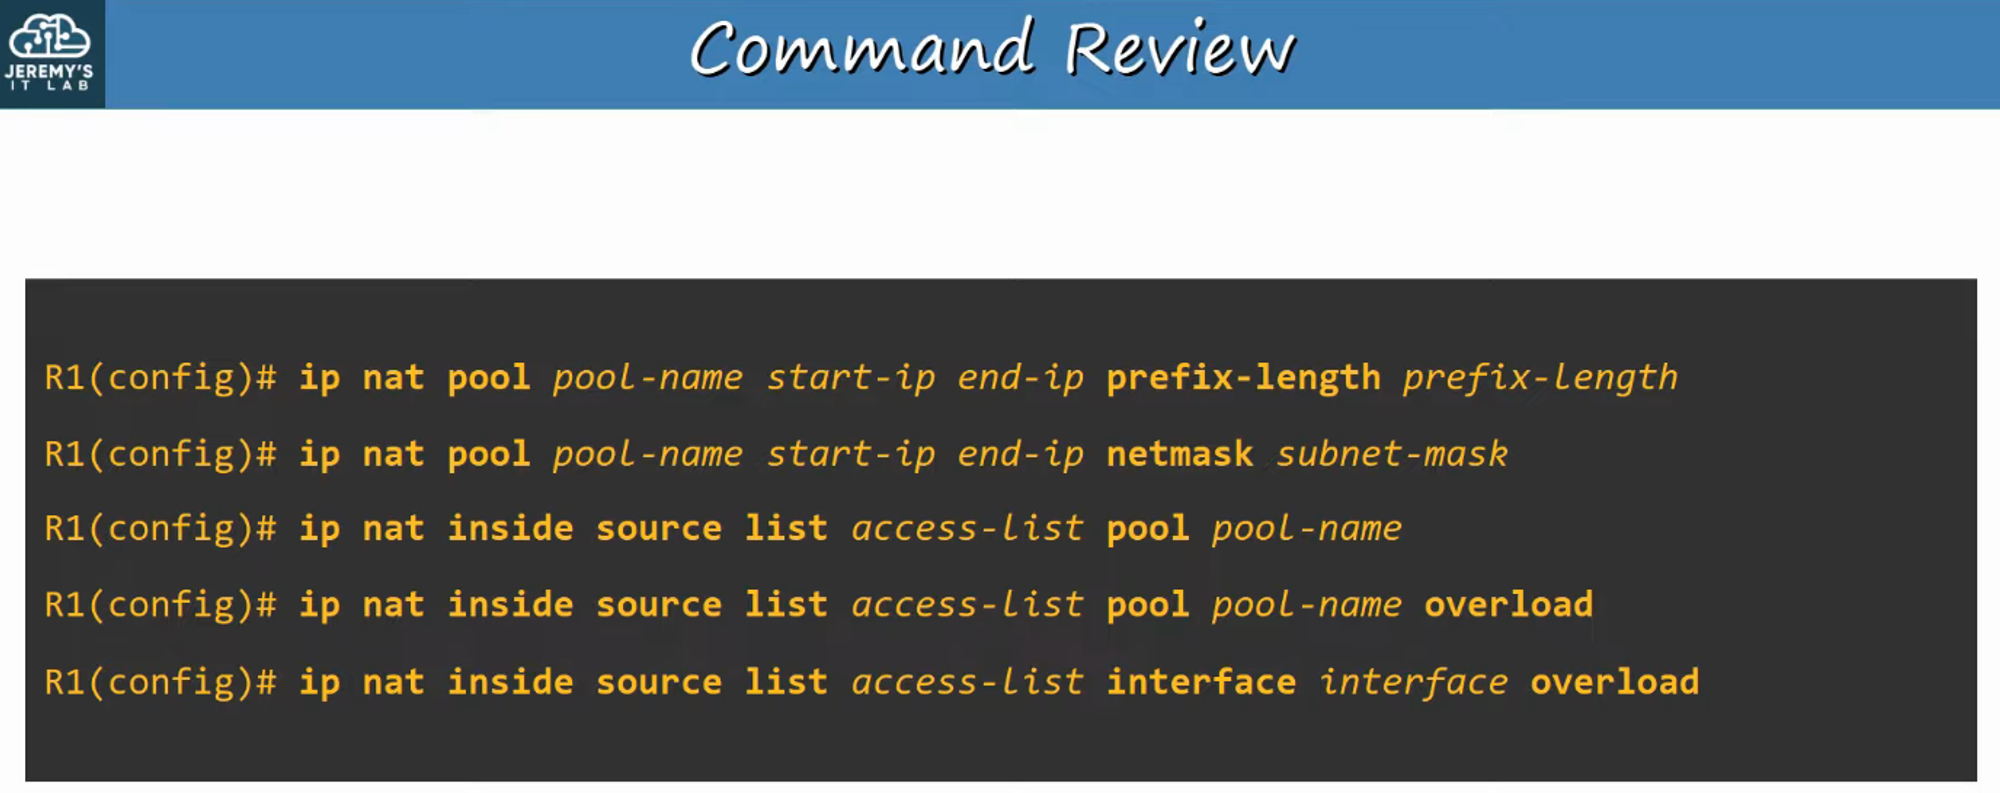 JEREMY'S
IT LAB
Command Review
R1(config)# ip nat pool pool-name start-ip end-ip prefix-length prefix-length
R1(config)# ip nat pool pool-name start-ip end-ip netmask subnet-mask
R1(config)# ip nat inside source list access-list pool pool-name
R1(config)# ip nat inside source list access-list pool pool-name overload
R1(config)# ip nat inside source list access-list interface interface overload